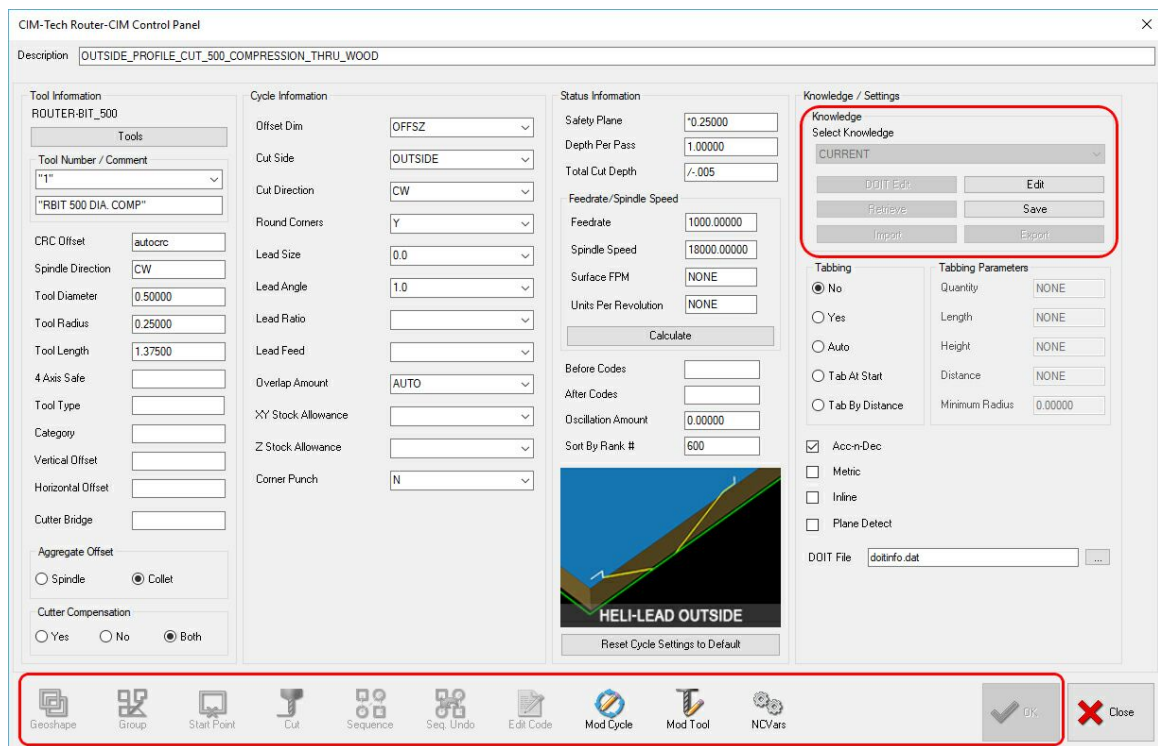 CIM-Tech Router-CIM Control Panel
Description OUTSIDE_PROFILE_CUT_500_COMPRESSION_THRU_WOOD
Tool Information
ROUTER-BIT_500
Tools
Tool Number / Comment
"1"
"RBIT 500 DIA. COMP"
CRC Offset autocrc
Spindle Direction CW
Tool Diameter 0.50000
Tool Radius 0.25000
Tool Length 1.37500
4 Axis Safe
Tool Type
Category
Vertical Offset
Horizontal Offset
Cutter Bridge
Aggregate Offset
Spindle Collet
Cutter Compensation
Yes No Both
Cycle Information
Offset Dim OFFSZ
Cut Side OUTSIDE
Cut Direction CW
Round Corners Y
Lead Size 0.0
Lead Angle 1.0
Lead Ratio
Lead Feed
Overlap Amount AUTO
XY Stock Allowance
Z Stock Allowance
Corner Punch N
Status Information
Safety Plane *0.25000
Depth Per Pass 1.00000
Total Cut Depth /-.005
Feedrate/Spindle Speed
Feedrate 1000.00000
Spindle Speed 18000.00000
Surface FPM NONE
Units Per Revolution NONE
Calculate
Before Codes
After Codes
Oscillation Amount 0.00000
Sort By Rank # 600
HELI-LEAD OUTSIDE
Reset Cycle Settings to Default
Knowledge / Settings
Knowledge
Select Knowledge
CURRENT
DOIT Edit Edit
Retrieve Save
Import Export
Tabbing
No
Yes
Auto
Tab At Start
Tab By Distance
Tabbing Parameters
Quantity NONE
Length NONE
Height NONE
Distance NONE
Minimum Radius 0.00000
Acc-n-Dec
Metric
Inline
Plane Detect
DOIT File doitinfo.dat ...
Geoshape Group Start Point Cut Sequence Seq. Undo Edit Code Mod Cycle Mod Tool NCVars OK Close